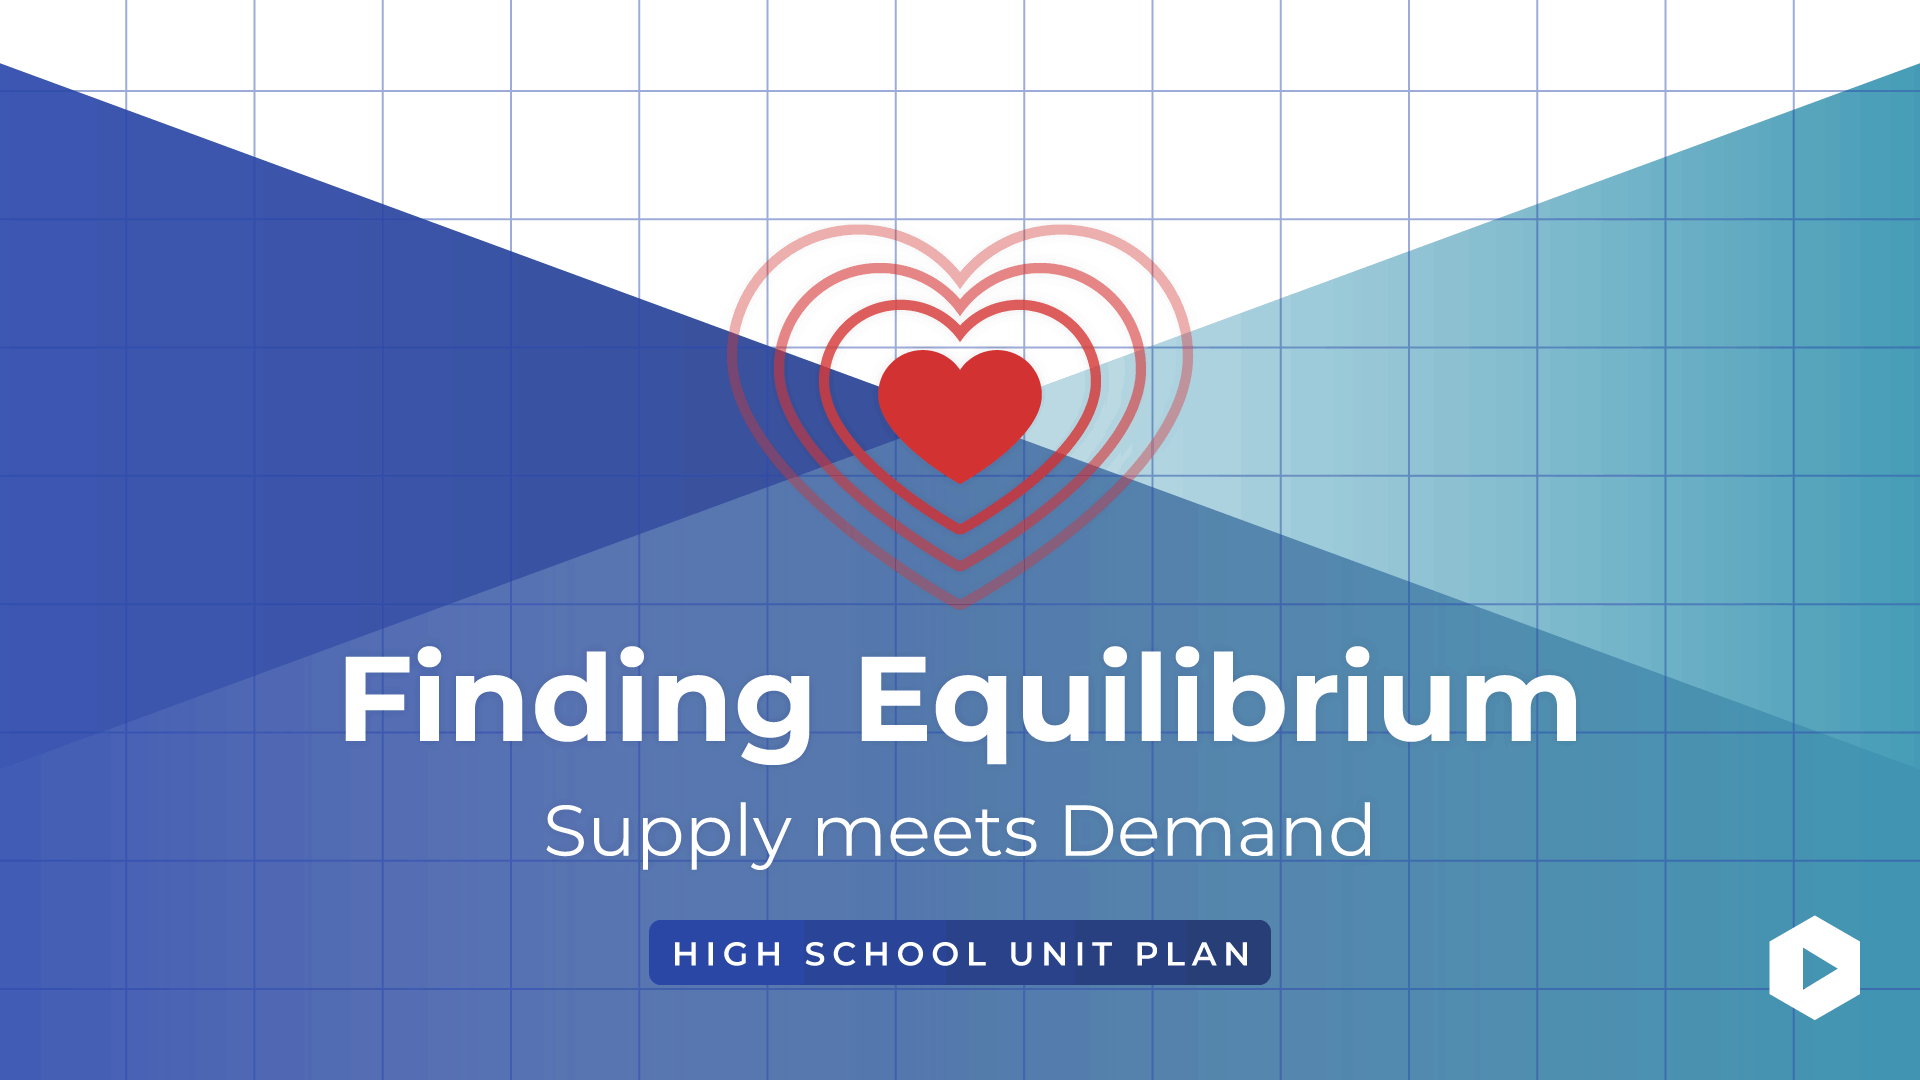 Finding Equilibrium
Supply meets Demand
HIGH SCHOOL UNIT PLAN